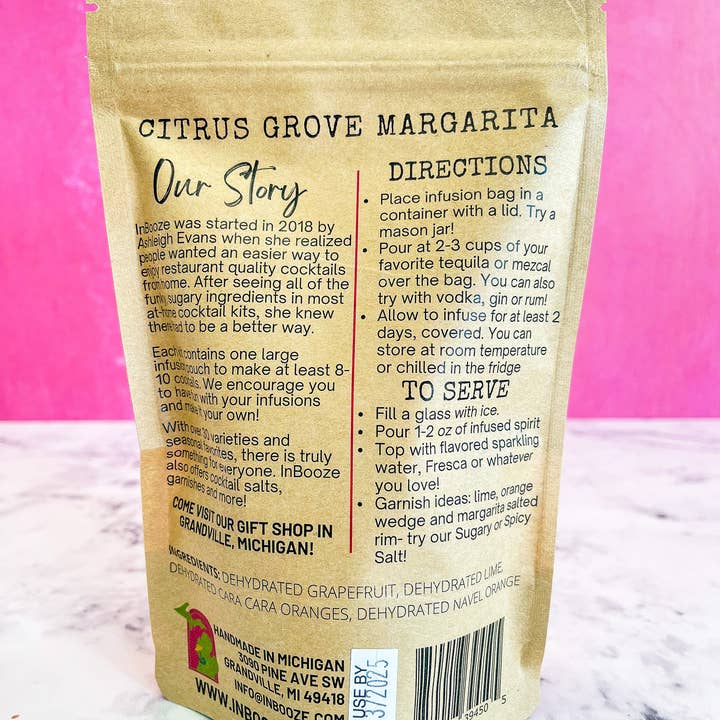 CITRUS GROVE MARGARITA
Our Story
InBooze was started in 2018 by
Ashleigh Evans when she realized
people wanted an easier way to
enjoy restaurant quality cocktails
from home. After seeing all of the
funky, sugary ingredients in most
at-home cocktail kits, she knew
there had to be a better way.
Each kit contains one large
infusion pouch to make at least 8-
10 cocktails. We encourage you
to have fun with your infusions
and make it your own!
With over 30 varieties and
seasonal favorites, there is truly
something for everyone. InBooze
also offers cocktail salts,
garnishes and more!
COME VISIT OUR GIFT SHOP IN
GRANDVILLE, MICHIGAN!
DIRECTIONS
• Place infusion bag in a
container with a lid. Try a
mason jar!
• Pour at 2-3 cups of your
favorite tequila or mezcal
over the bag. You can also
try with vodka, gin or rum!
• Allow to infuse for at least 2
days, covered. You can
store at room temperature
or chilled in the fridge
TO SERVE
• Fill a glass with ice.
• Pour 1-2 oz of infused spirit
• Top with flavored sparkling
water, Fresca or whatever
you love!
• Garnish ideas: lime, orange
wedge and margarita salted
rim- try our Sugary or Spicy
Salt!
INGREDIENTS: DEHYDRATED GRAPEFRUIT, DEHYDRATED LIME,
DEHYDRATED CARA CARA ORANGES, DEHYDRATED NAVEL ORANGE
HANDMADE IN MICHIGAN
3090 PINE AVE SW
GRANDVILLE, MI 49418
INFO@INBOOZE.COM
WWW.INBOOZE.COM
USE BY
3/2025
39450 5